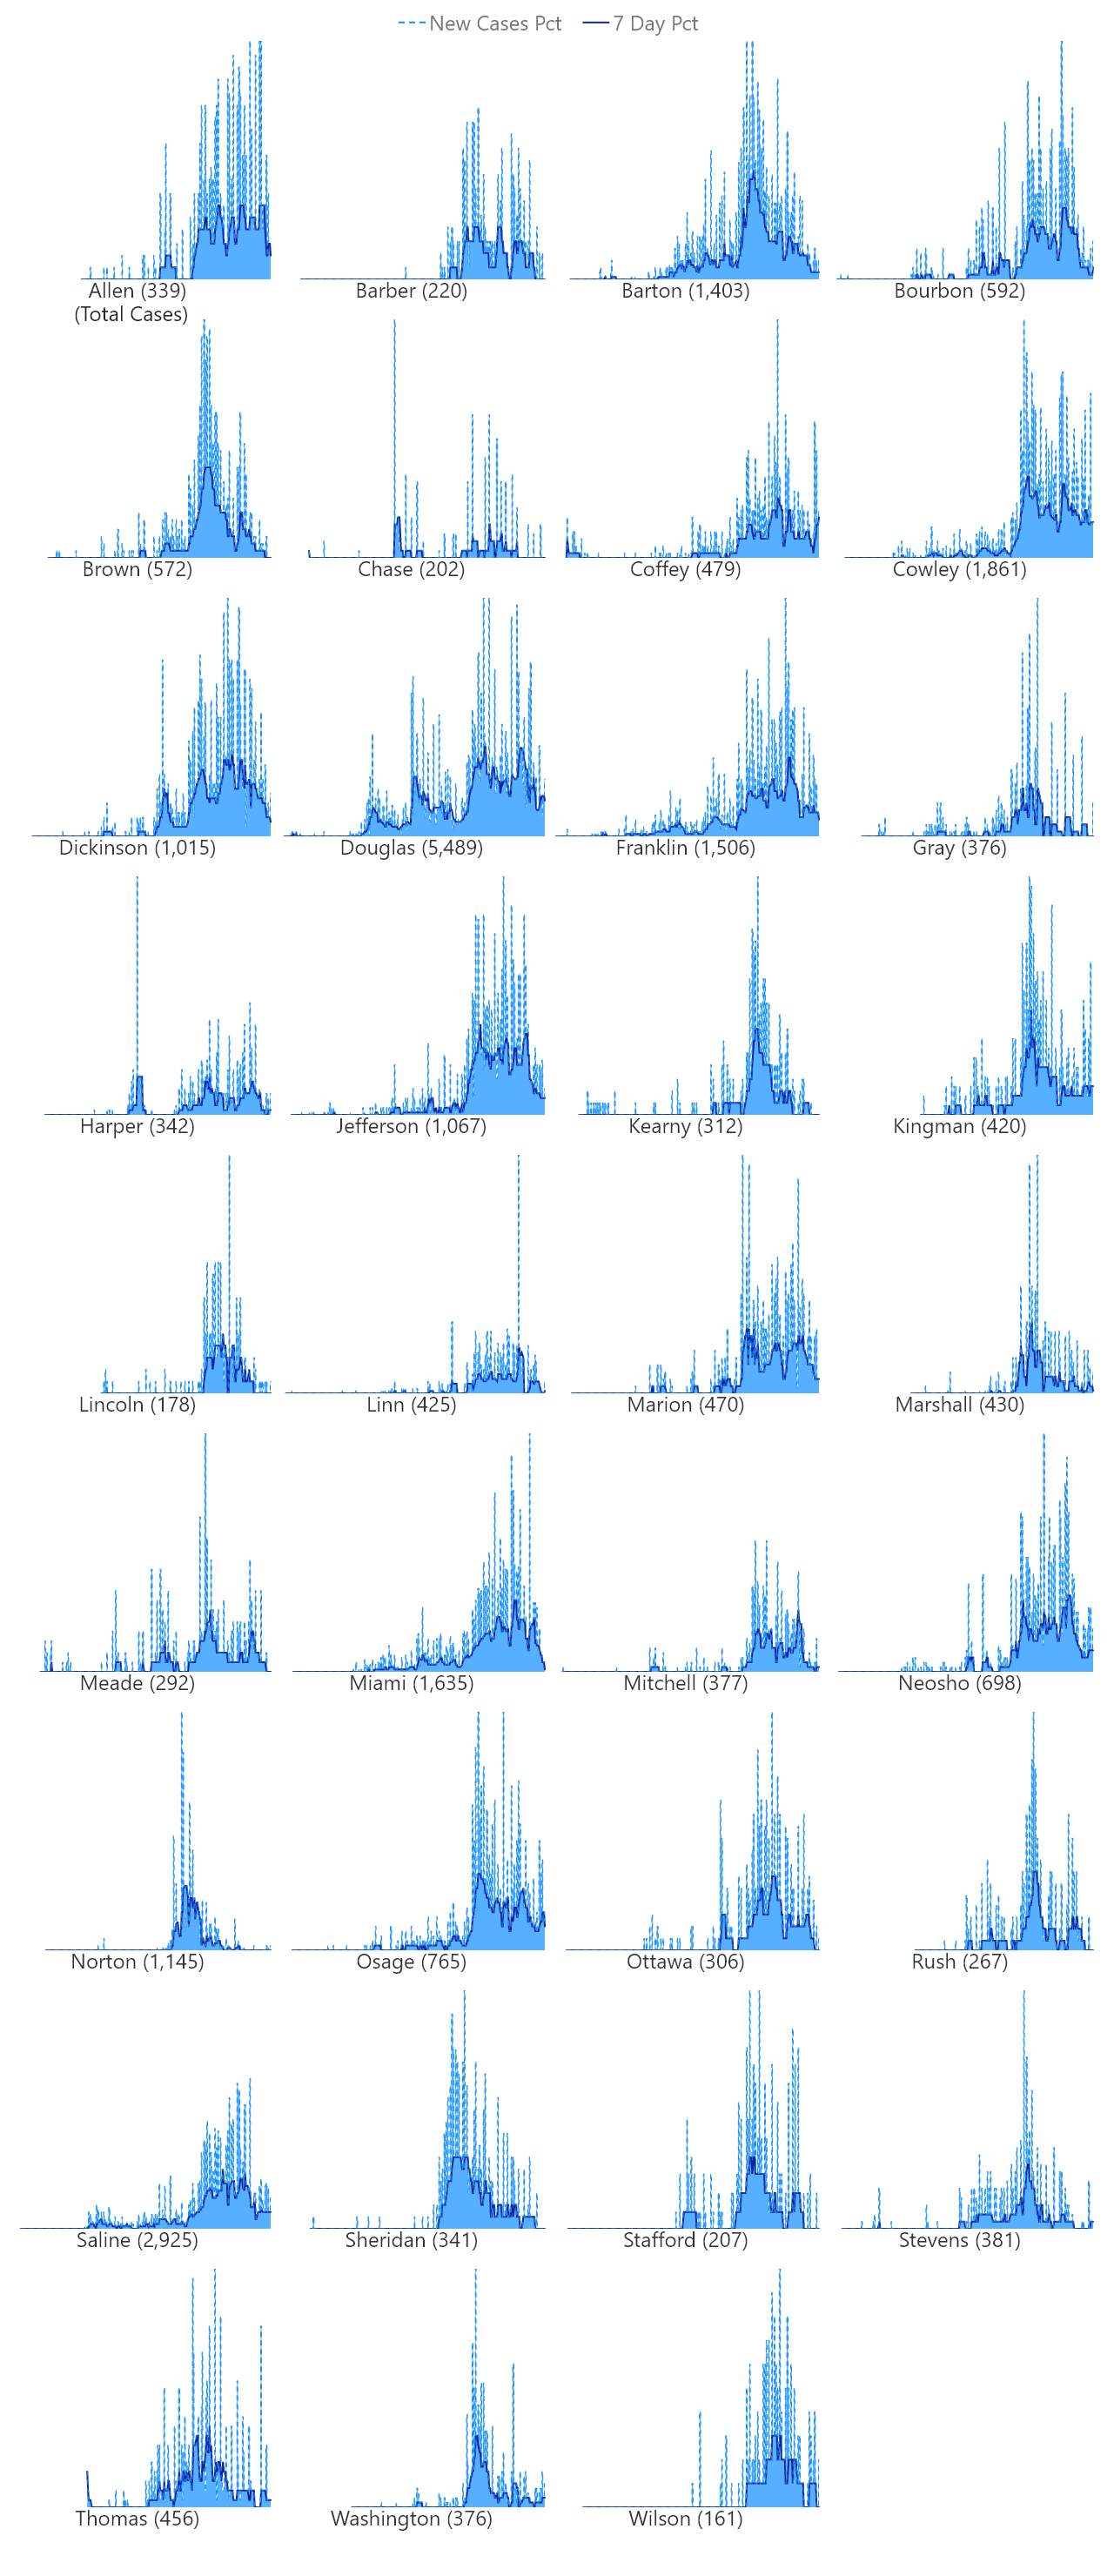 New Cases Pct 7 Day Pct
Allen (339) Barber (220) Barton (1,403) Bourbon (592)
(Total Cases)
Brown (572) Chase (202) Coffey (479) Cowley (1,861)
Dickinson (1,015) Douglas (5,489) Franklin (1,506) Gray (376)
Harper (342) Jefferson (1,067) Kearny (312) Kingman (420)
Lincoln (178) Linn (425) Marion (470) Marshall (430)
Meade (292) Miami (1,635) Mitchell (377) Neosho (698)
Norton (1,145) Osage (765) Ottawa (306) Rush (267)
Saline (2,925) Sheridan (341) Stafford (207) Stevens (381)
Thomas (456) Washington (376) Wilson (161)